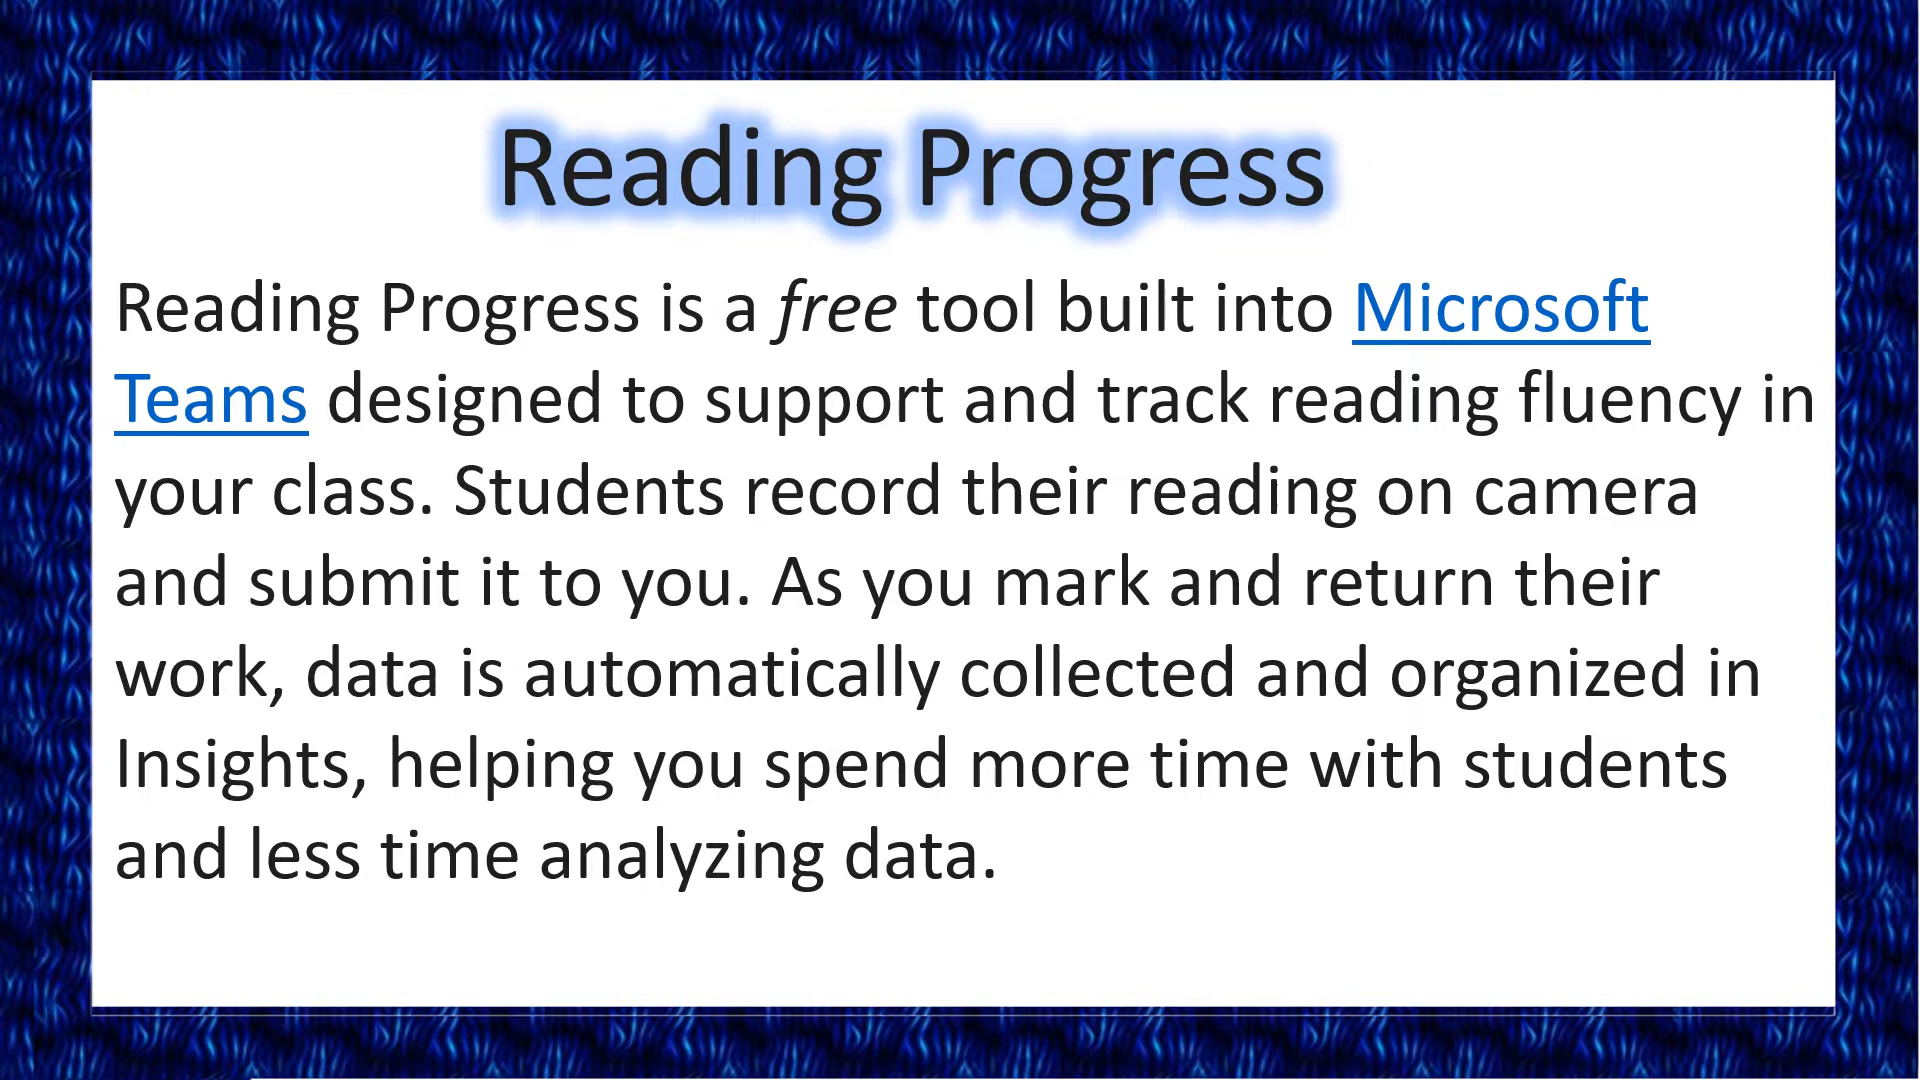 Reading Progress
Reading Progress is a free tool built into Microsoft
Teams designed to support and track reading fluency in
your class. Students record their reading on camera
and submit it to you. As you mark and return their
work, data is automatically collected and organized in
Insights, helping you spend more time with students
and less time analyzing data.